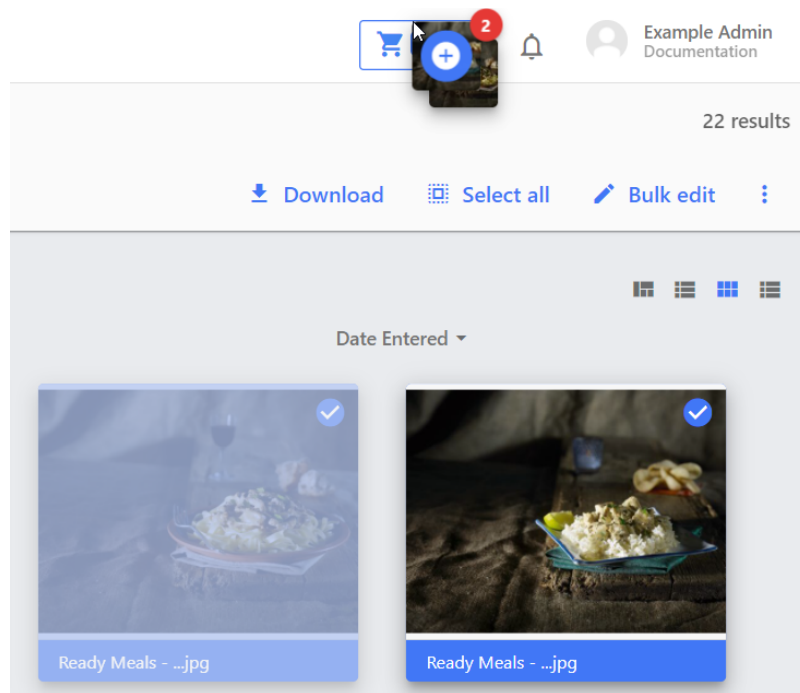 2
Example Admin
Documentation
22 results
Download
Select all
Bulk edit
Date Entered
Ready Meals - ...jpg
Ready Meals - ...jpg